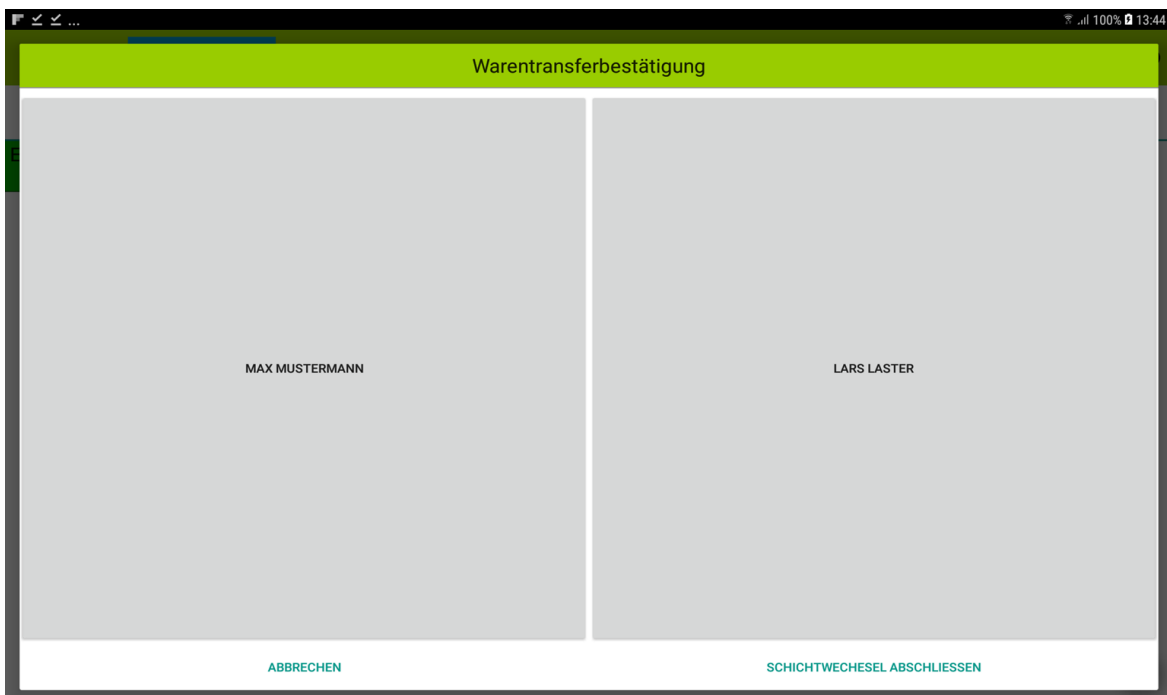 ... 100% 13:44
Warentransferbestätigung
E
MAX MUSTERMANN
LARS LASTER
ABBRECHEN
SCHICHTWECHESEL ABSCHLIESSEN